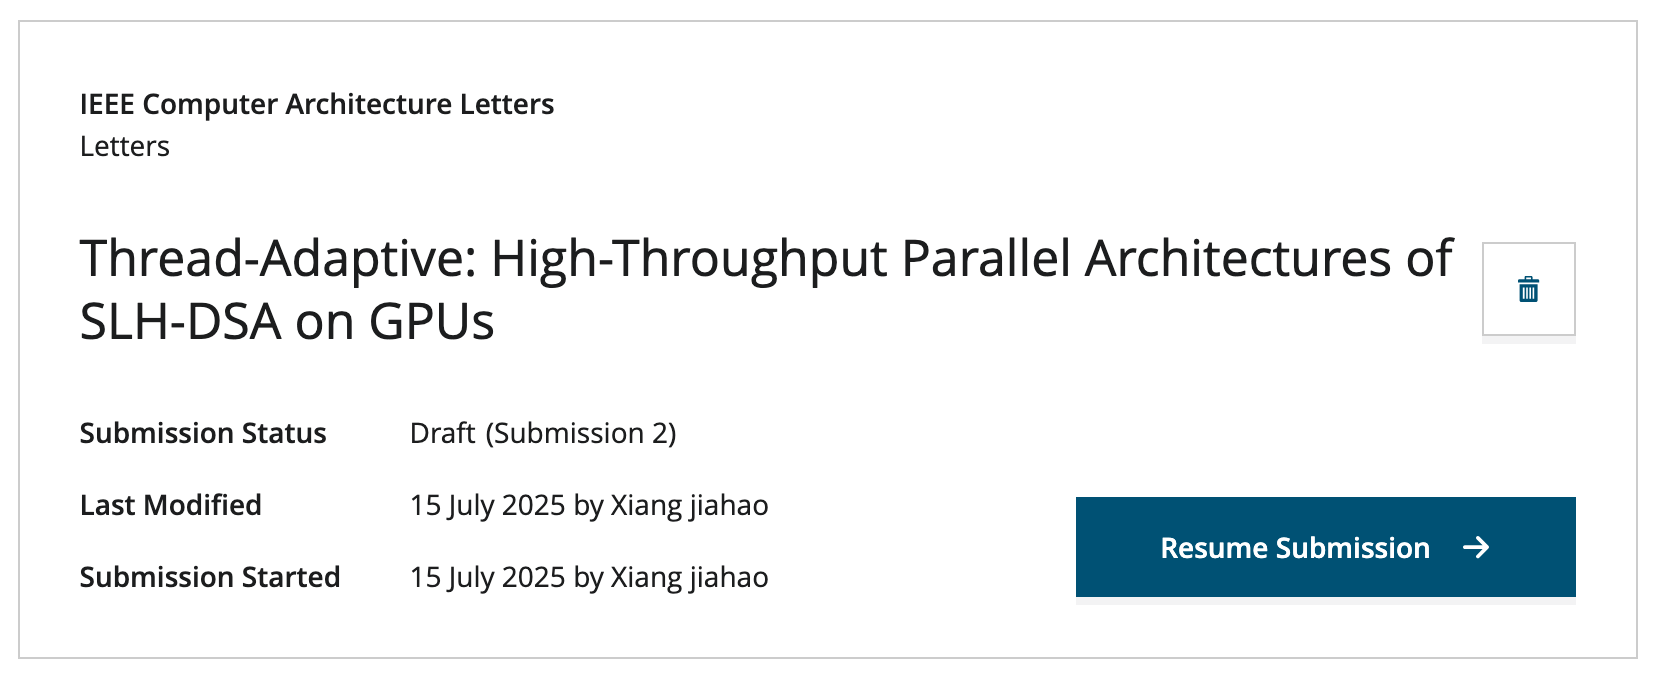 IEEE Computer Architecture Letters
Letters
Thread-Adaptive: High-Throughput Parallel Architectures of
SLH-DSA on GPUs
Submission Status Draft (Submission 2)
Last Modified 15 July 2025 by Xiang jiahao
Submission Started 15 July 2025 by Xiang jiahao
Resume Submission →